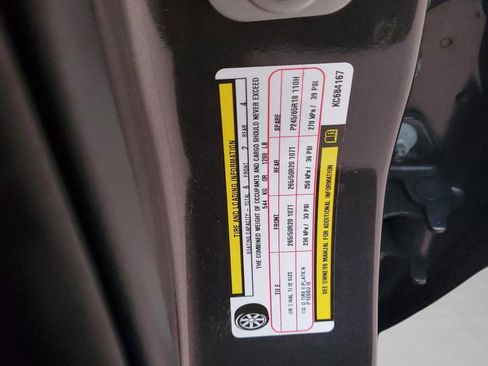 TIRE AND LOADING INFORMATION
SEATING CAPACITY - TOTAL 6 FRONT 2 REAR 4
THE COMBINED WEIGHT OF OCCUPANTS AND CARGO SHOULD NEVER EXCEED
544 KG OR 1200 LB
TIRE FRONT REAR SPARE
ORIGINAL TIRE SIZE 265/50R20 107T 265/50R20 107T P245/65R18 110H
COLD TIRE INFLATION PRESSURE 230 kPa / 33 PSI 250 kPa / 36 PSI 270 kPa / 39 PSI
SEE OWNERS MANUAL FOR ADDITIONAL INFORMATION
KC684167